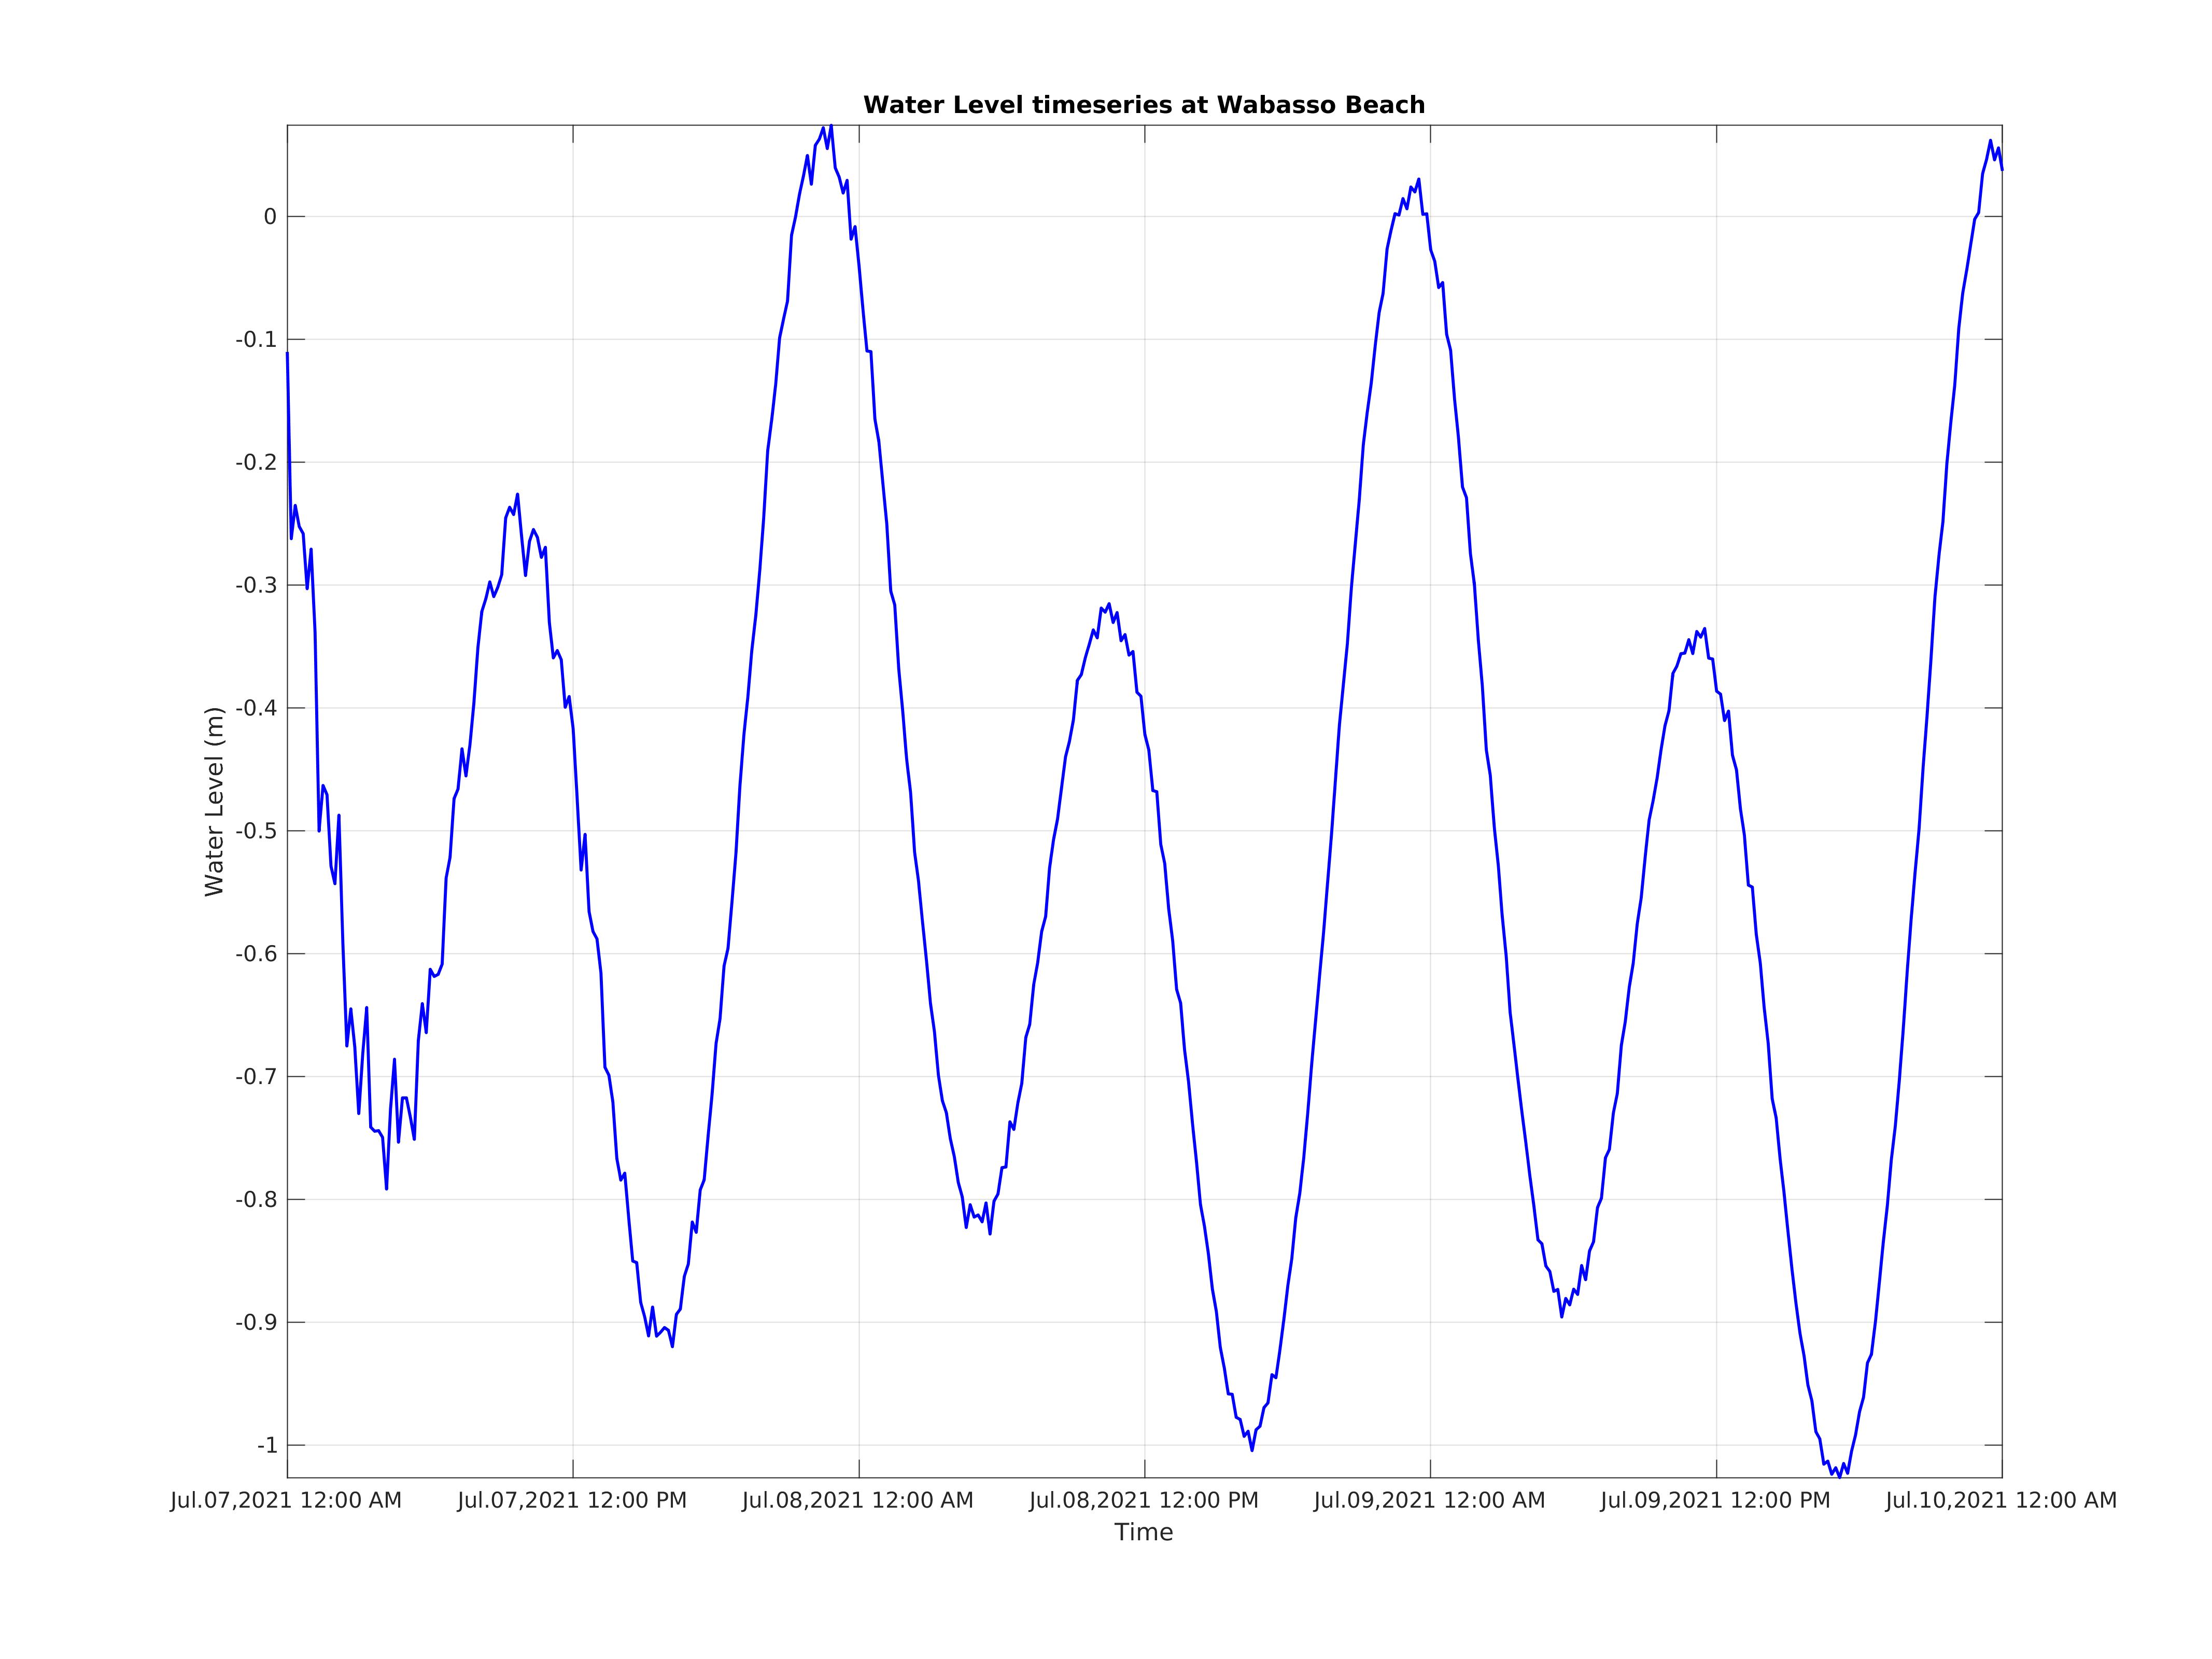 Water Level timeseries at Wabasso Beach
0
-0.1
-0.2
-0.3
-0.4
-0.5
-0.6
-0.7
-0.8
-0.9
-1
Water Level (m)
Jul.07,2021 12:00 AM
Jul.07,2021 12:00 PM
Jul.08,2021 12:00 AM
Jul.08,2021 12:00 PM
Jul.09,2021 12:00 AM
Jul.09,2021 12:00 PM
Jul.10,2021 12:00 AM
Time